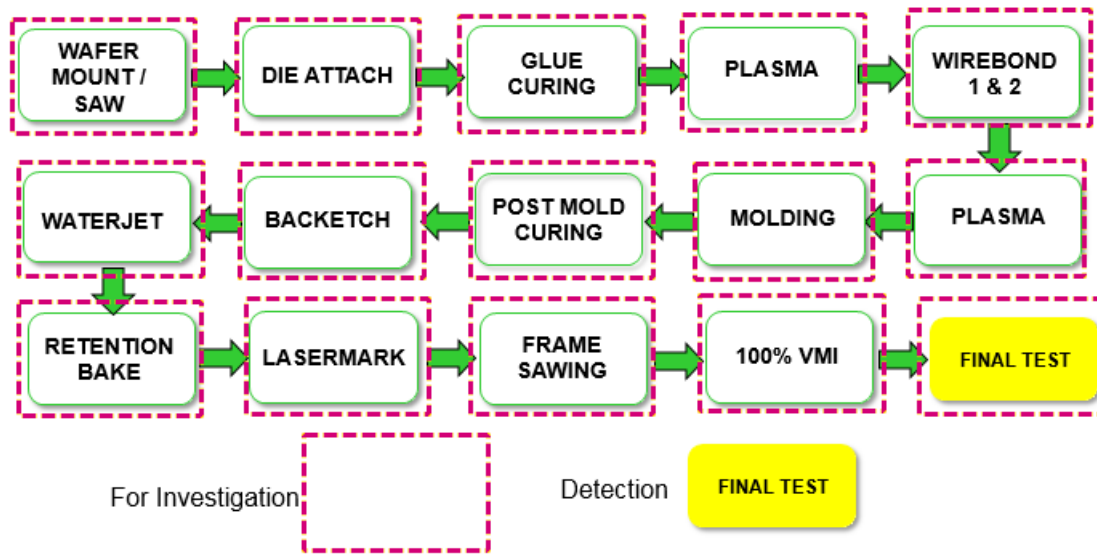 WAFER
MOUNT /
SAW
DIE ATTACH
GLUE
CURING
PLASMA
WIREBOND
1 & 2
WATERJET
BACKETCH
POST MOLD
CURING
MOLDING
PLASMA
RETENTION
BAKE
LASERMARK
FRAME
SAWING
100% VMI
FINAL TEST
For Investigation
Detection
FINAL TEST